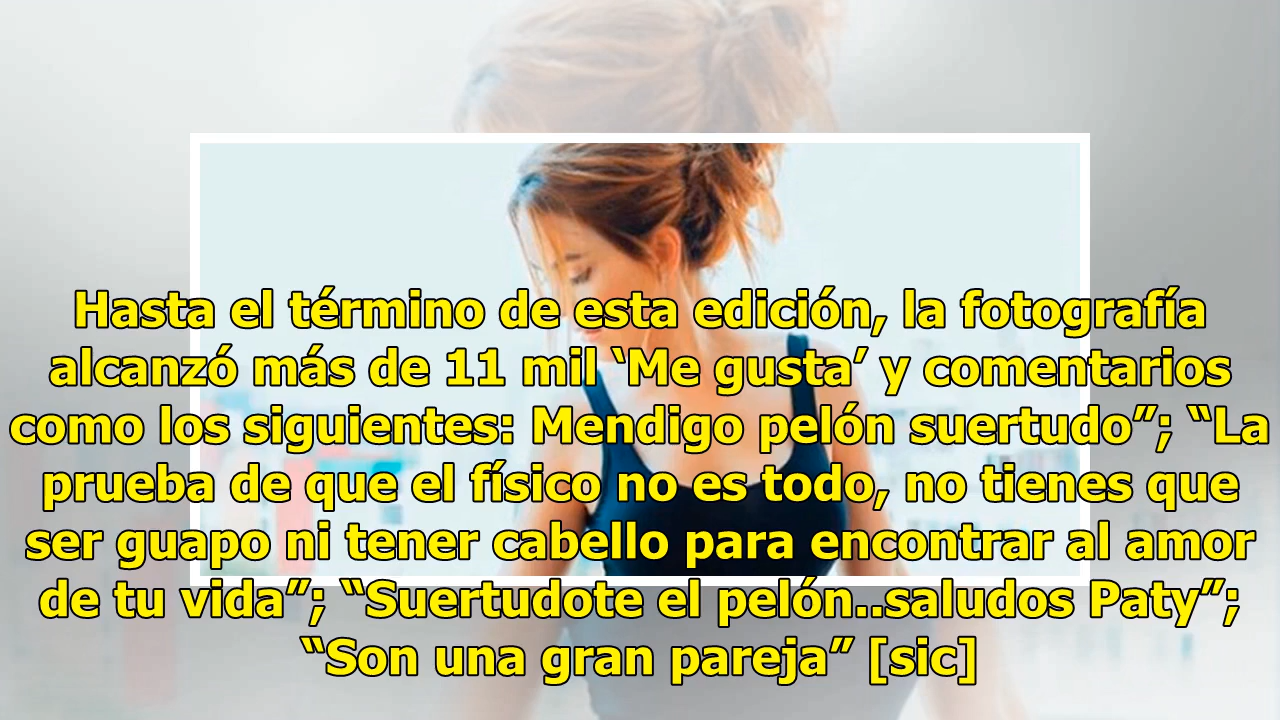 Hasta el término de esta edición, la fotografía
alcanzó más de 11 mil ‘Me gusta’ y comentarios
como los siguientes: Mendigo pelón suertudo”; “La
prueba de que el físico no es todo, no tienes que
ser guapo ni tener cabello para encontrar al amor
de tu vida”; “Suertudote el pelón..saludos Paty”;
“Son una gran pareja” [sic]